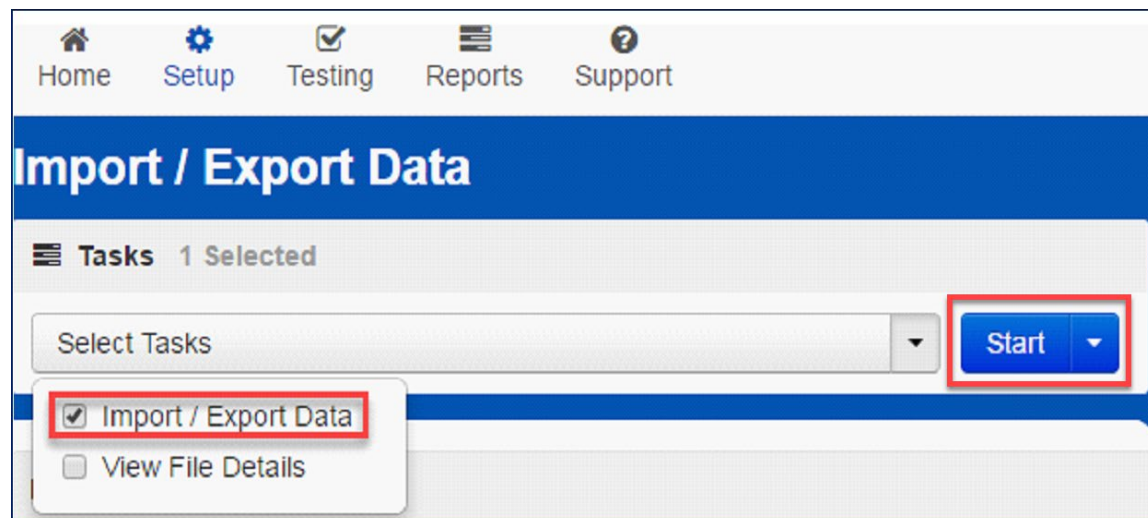 Home Setup Testing Reports Support
Import / Export Data
Tasks 1 Selected
Select Tasks Start
Import / Export Data
View File Details